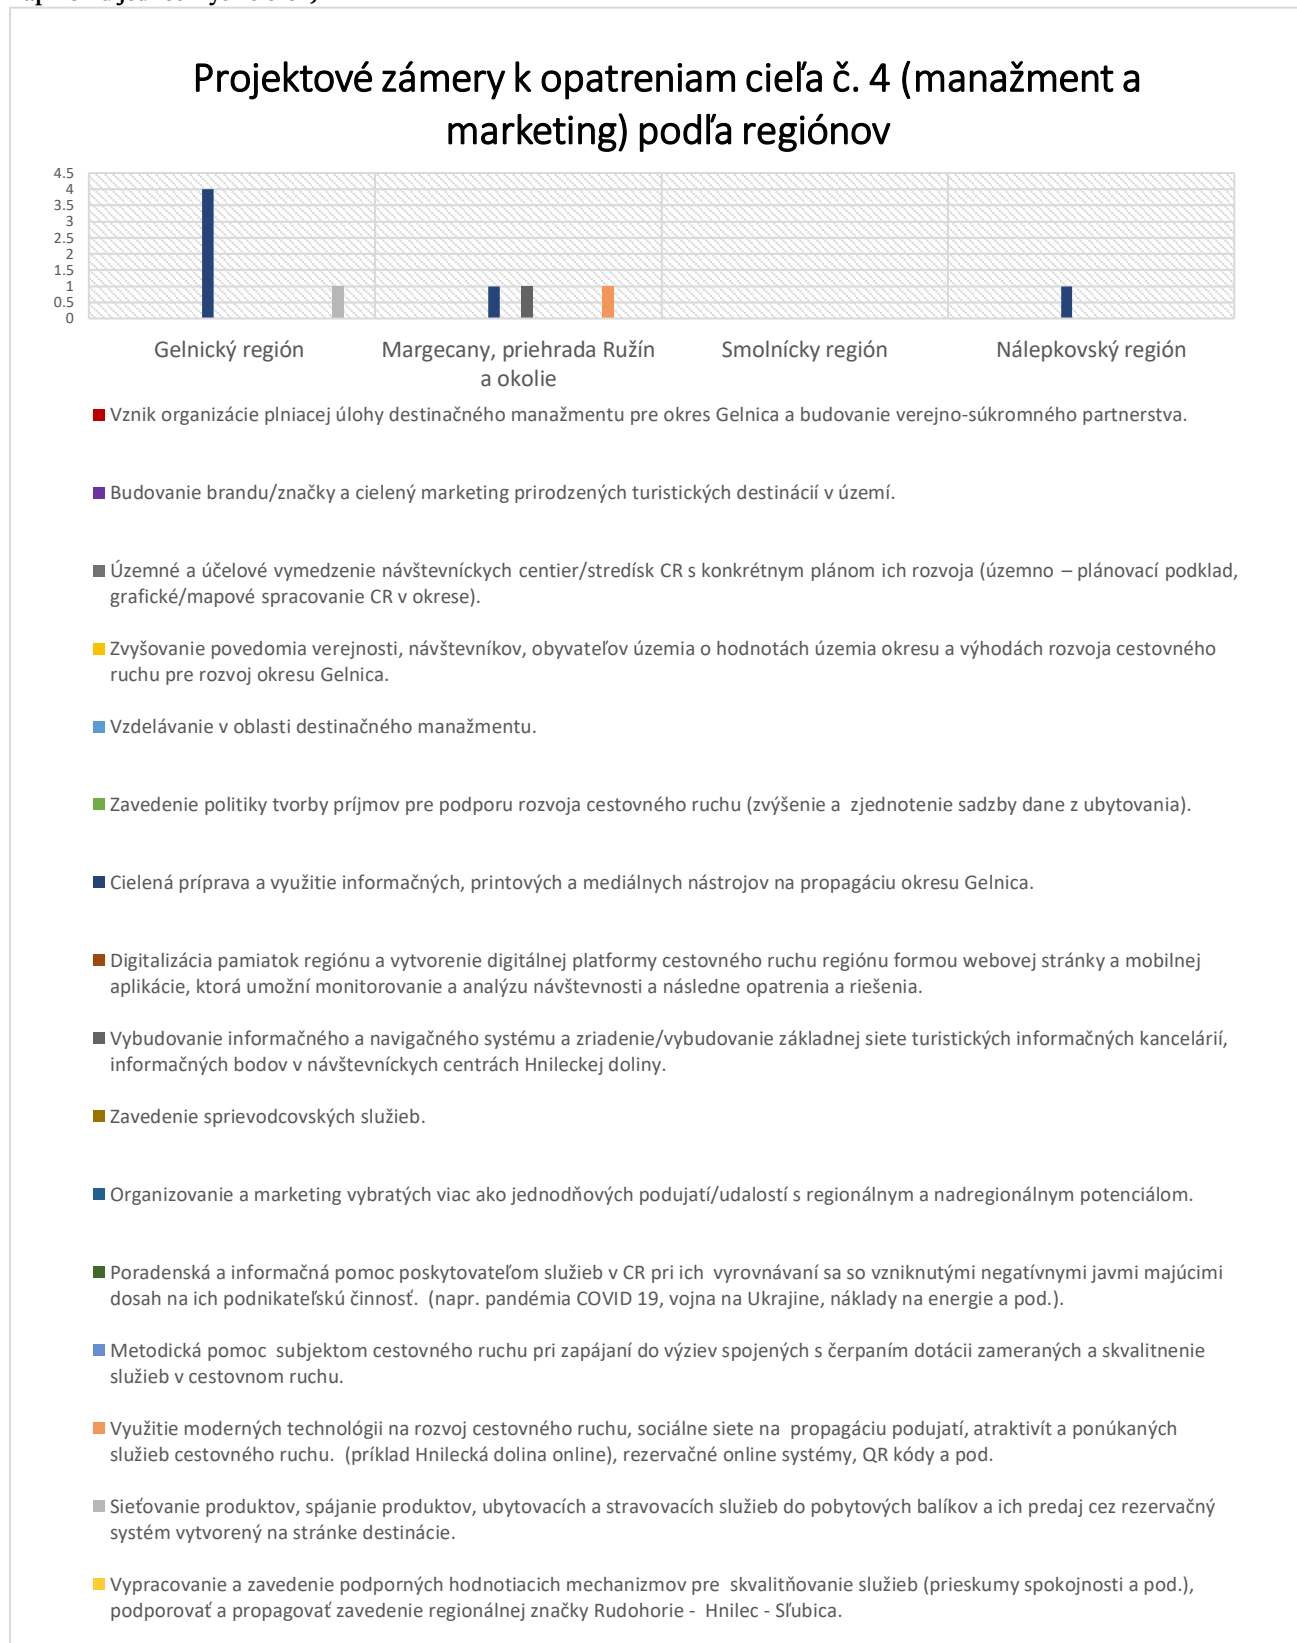 Projektové zámery k opatreniam cieľa č. 4 (manažment a
marketing) podľa regiónov
4.5
4
3.5
3
2.5
2
1.5
1
0.5
0
Gelnický región
Margecany, priehrada Ružín
a okolie
Smolnícky región
Nálepkovský región
Vznik organizácie plniacej úlohy destinačného manažmentu pre okres Gelnica a budovanie verejno-súkromného partnerstva.
Budovanie brandu/značky a cielený marketing prirodzených turistických destinácií v území.
Územné a účelové vymedzenie návštevníckych centier/stredísk CR s konkrétnym plánom ich rozvoja (územno – plánovací podklad,
grafické/mapové spracovanie CR v okrese).
Zvyšovanie povedomia verejnosti, návštevníkov, obyvateľov územia o hodnotách územia okresu a výhodách rozvoja cestovného
ruchu pre rozvoj okresu Gelnica.
Vzdelávanie v oblasti destinačného manažmentu.
Zavedenie politiky tvorby príjmov pre podporu rozvoja cestovného ruchu (zvýšenie a  zjednotenie sadzby dane z ubytovania).
Cielená príprava a využitie informačných, printových a mediálnych nástrojov na propagáciu okresu Gelnica.
Digitalizácia pamiatok regiónu a vytvorenie digitálnej platformy cestovného ruchu regiónu formou webovej stránky a mobilnej
aplikácie, ktorá umožní monitorovanie a analýzu návštevnosti a následne opatrenia a riešenia.
Vybudovanie informačného a navigačného systému a zriadenie/vybudovanie základnej siete turistických informačných kancelárií,
informačných bodov v návštevníckych centrách Hnileckej doliny.
Zavedenie sprievodcovských služieb.
Organizovanie a marketing vybratých viac ako jednodňových podujatí/udalostí s regionálnym a nadregionálnym potenciálom.
Poradenská a informačná pomoc poskytovateľom služieb v CR pri ich  vyrovnávaní sa so vzniknutými negatívnymi javmi majúcimi
dosah na ich podnikateľskú činnosť.  (napr. pandémia COVID 19, vojna na Ukrajine, náklady na energie a pod.).
Metodická pomoc  subjektom cestovného ruchu pri zapájaní do výziev spojených s čerpaním dotácii zameraných a skvalitnenie
služieb v cestovnom ruchu.
Využitie moderných technológii na rozvoj cestovného ruchu, sociálne siete na  propagáciu podujatí, atraktivít a ponúkaných
služieb cestovného ruchu.  (príklad Hnilecká dolina online), rezervačné online systémy, QR kódy a pod.
Sieťovanie produktov, spájanie produktov, ubytovacích a stravovacích služieb do pobytových balíkov a ich predaj cez rezervačný
systém vytvorený na stránke destinácie.
Vypracovanie a zavedenie podporných hodnotiacich mechanizmov pre  skvalitňovanie služieb (prieskumy spokojnosti a pod.),
podporovať a propagovať zavedenie regionálnej značky Rudohorie -  Hnilec - Sľubica.